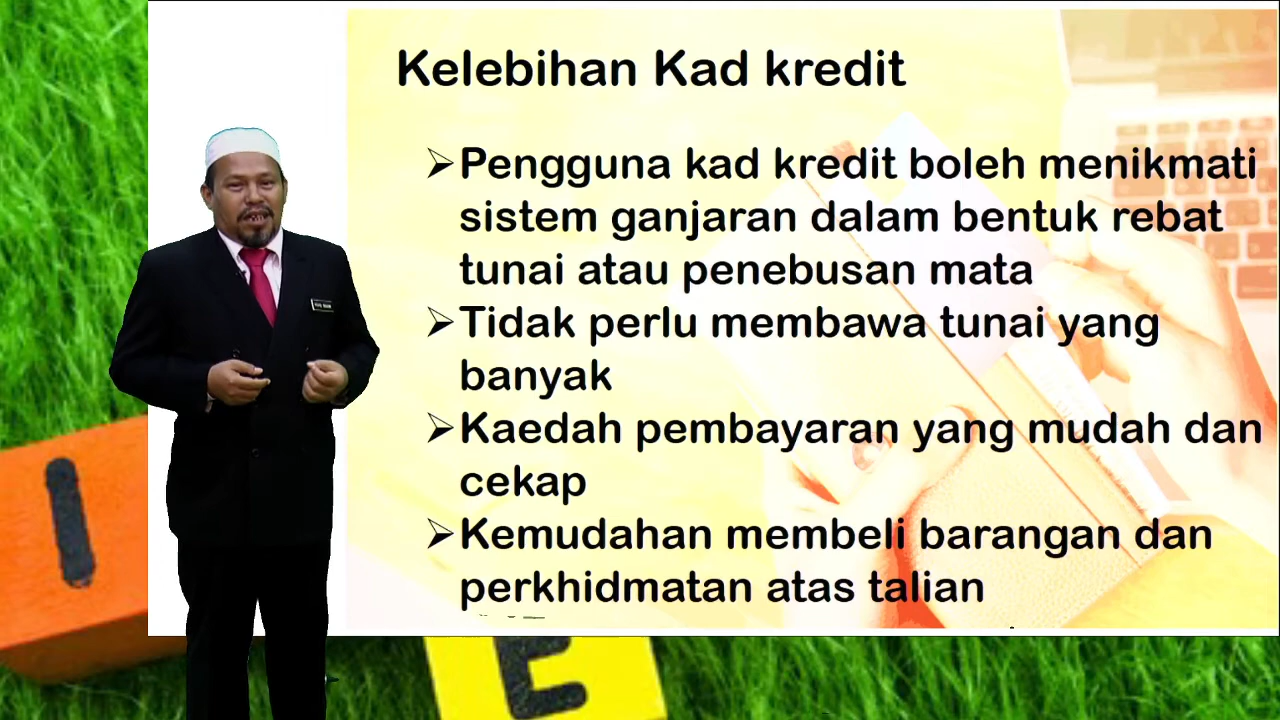 Kelebihan Kad kredit
➢Pengguna kad kredit boleh menikmati
sistem ganjaran dalam bentuk rebat
tunai atau penebusan mata
➢Tidak perlu membawa tunai yang
banyak
➢Kaedah pembayaran yang mudah dan
cekap
➢Kemudahan membeli barangan dan
perkhidmatan atas talian
I
E